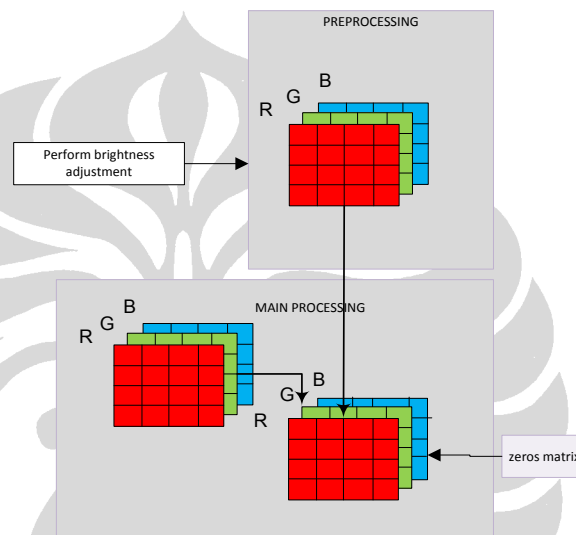 PREPROCESSING
B
G
R
Perform brightness
adjustment
MAIN PROCESSING
B
G
R
B
G
R
zeros matrix